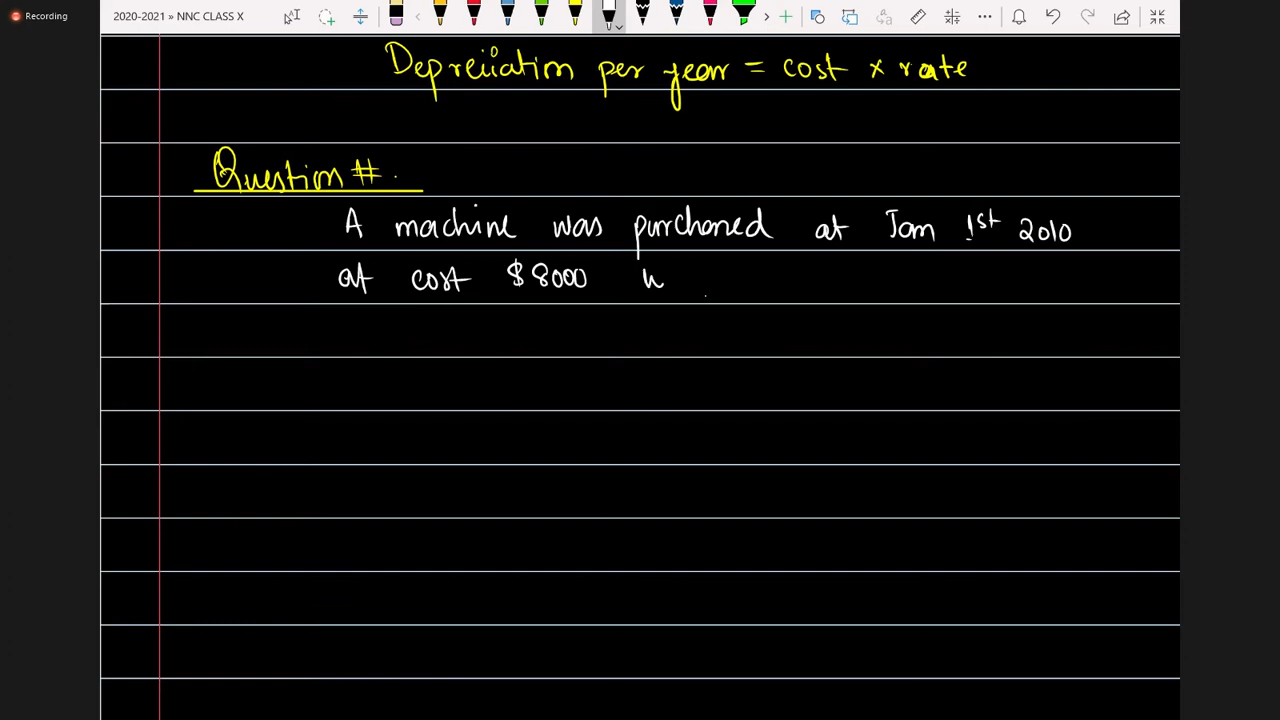 Recording
2020-2021 » NNC CLASS X
Depreciation per year = cost × rate
Question #.
A machine was purchased at Jan 1st 2010
at cost $8000